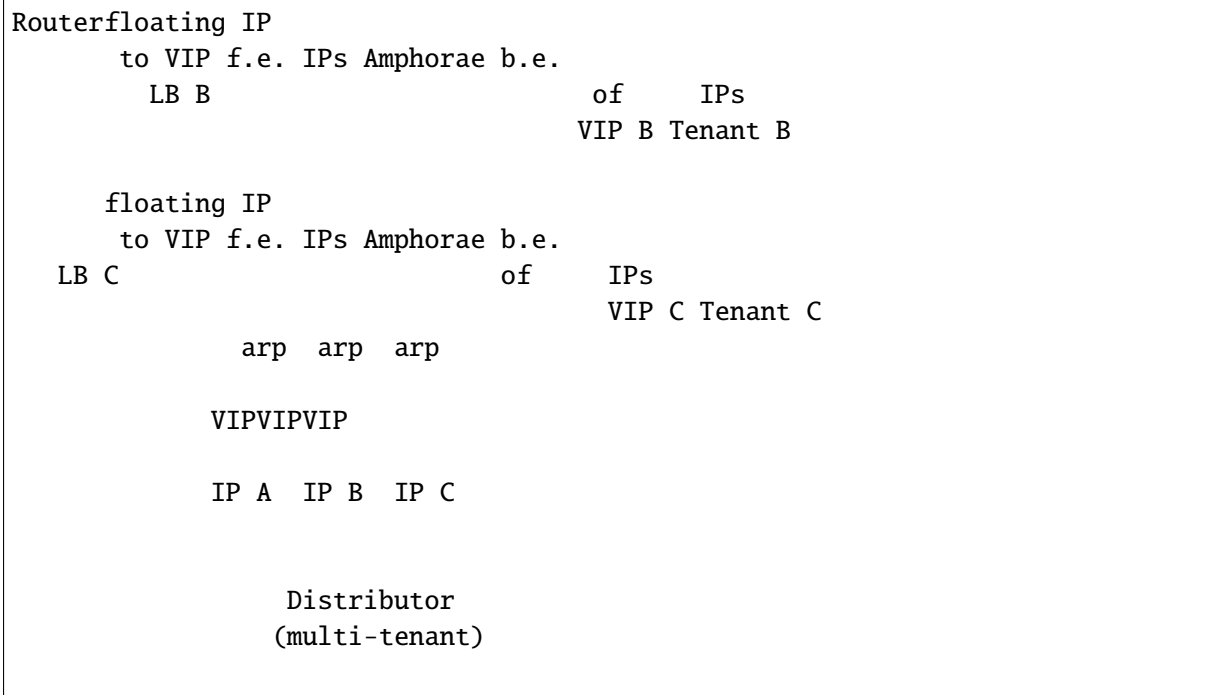 Routerfloating IP
to VIP f.e. IPs Amphorae b.e.
LB B of IPs
VIP B Tenant B
floating IP
to VIP f.e. IPs Amphorae b.e.
LB C of IPs
VIP C Tenant C
arp arp arp
VIPVIPVIP
IP A IP B IP C
Distributor
(multi-tenant)